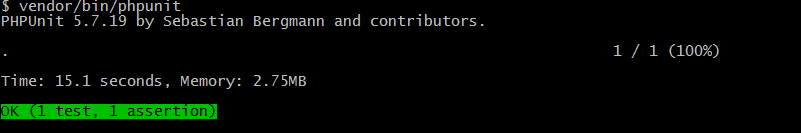 $ vendor/bin/phpunit
PHPUnit 5.7.19 by Sebastian Bergmann and contributors.
. 1 / 1 (100%)
Time: 15.1 seconds, Memory: 2.75MB
OK (1 test, 1 assertion)